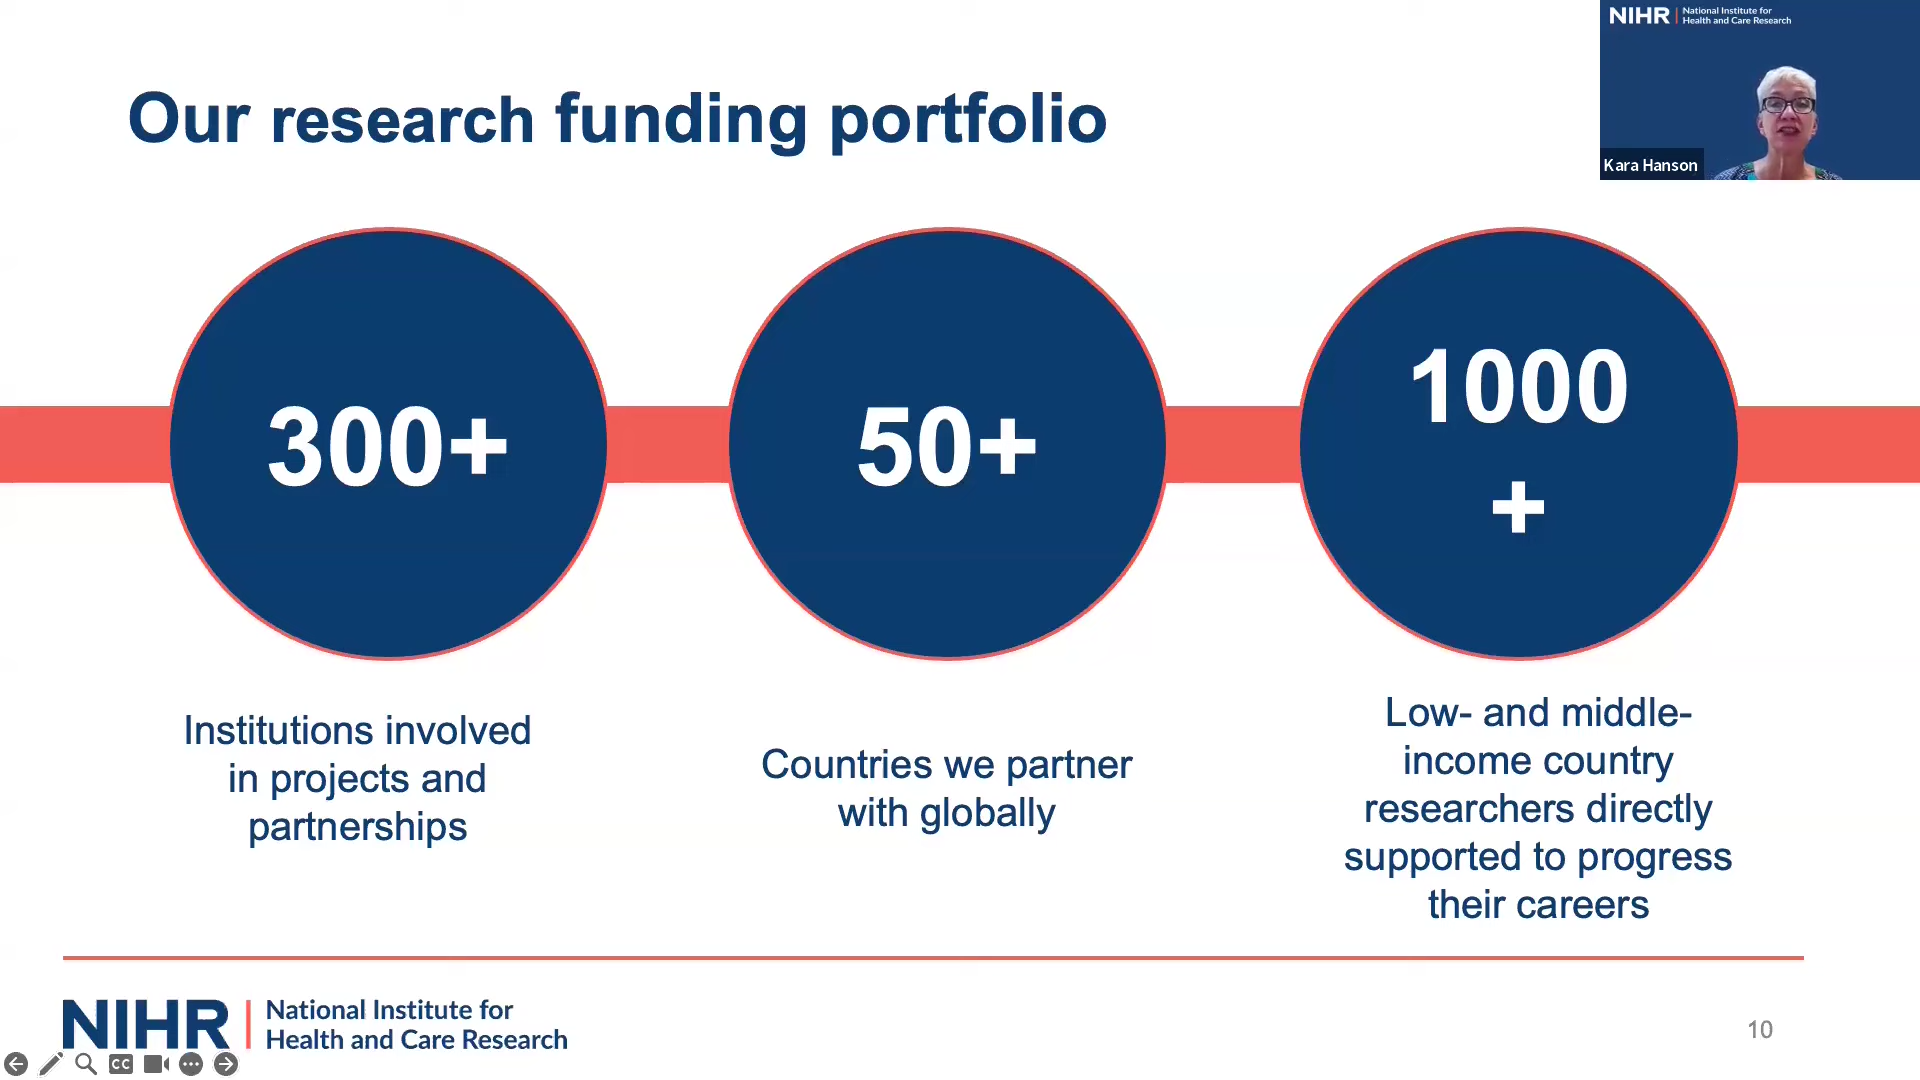 NIHR | National Institute for
Health and Care Research
Kara Hanson
Our research funding portfolio
300+
50+
1000
+
Institutions involved
in projects and
partnerships
Countries we partner
with globally
Low- and middle-
income country
researchers directly
supported to progress
their careers
NIHR | National Institute for
Health and Care Research
10
CC